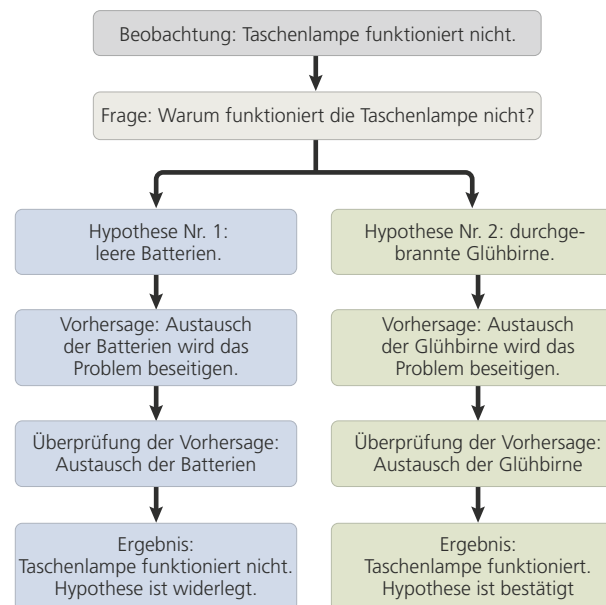 Beobachtung: Taschenlampe funktioniert nicht.
Frage: Warum funktioniert die Taschenlampe nicht?
Hypothese Nr. 1:
leere Batterien.
Vorhersage: Austausch
der Batterien wird das
Problem beseitigen.
Überprüfung der Vorhersage:
Austausch der Batterien
Ergebnis:
Taschenlampe funktioniert nicht.
Hypothese ist widerlegt.
Hypothese Nr. 2: durchge-
brannte Glühbirne.
Vorhersage: Austausch
der Glühbirne wird das
Problem beseitigen.
Überprüfung der Vorhersage:
Austausch der Glühbirne
Ergebnis:
Taschenlampe funktioniert.
Hypothese ist bestätigt